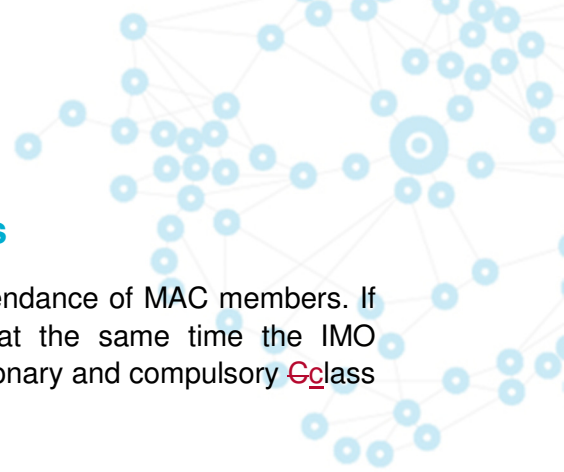 s
endance of MAC members. If
at the same time the IMO
onary and compulsory Cclass